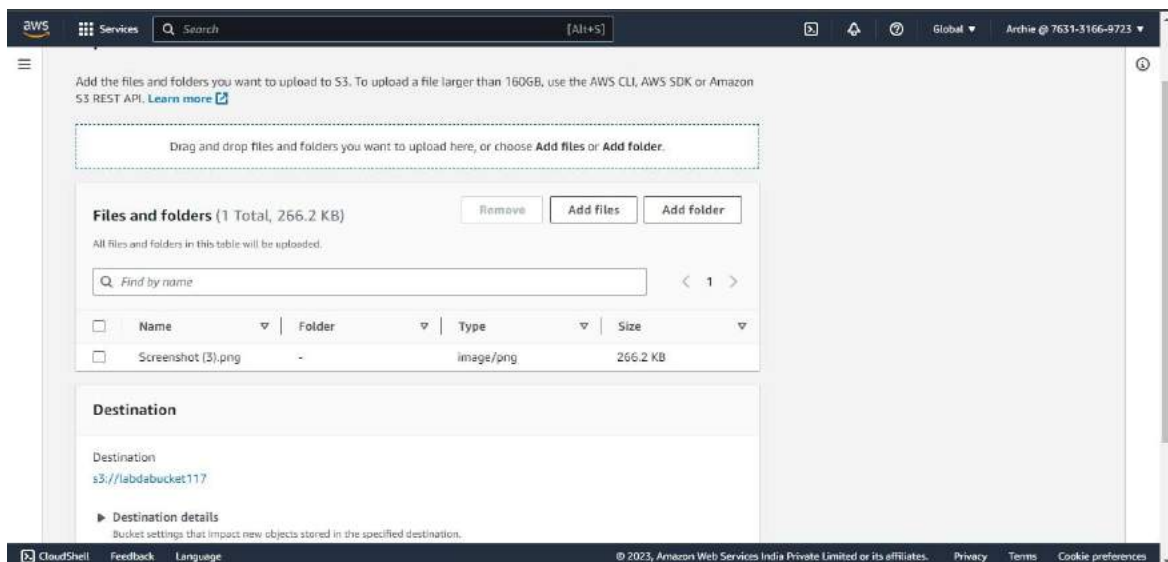 aws Services Search [Alt+S] Global Archie @ 7631-3166-9723
Add the files and folders you want to upload to S3. To upload a file larger than 160GB, use the AWS CLI, AWS SDK or Amazon
S3 REST API. Learn more
Drag and drop files and folders you want to upload here, or choose Add files or Add folder.
Files and folders (1 Total, 266.2 KB) Remove Add files Add folder
All files and folders in this table will be uploaded.
Find by name 1
Name Folder Type Size
Screenshot (3).png - image/png 266.2 KB
Destination
Destination
s3://labdabucket117
Destination details
Bucket settings that impact new objects stored in the specified destination.
CloudShell Feedback Language © 2023, Amazon Web Services India Private Limited or its affiliates. Privacy Terms Cookie preferences